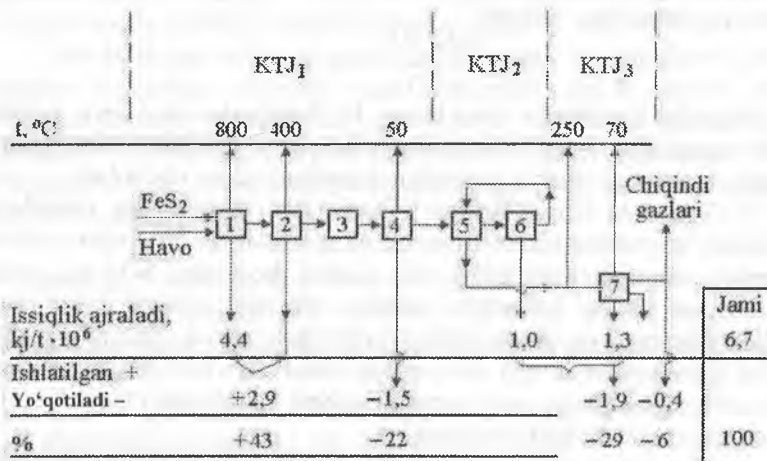 KTJ1 KTJ2 KTJ3
t, °C: 800 400 50 250 70
Chiqindi
gazlari
FeS2
Havo
1 2 3 4 5 6
7
Jami
Issiqlik ajraladi,
kj/t ·10^6 4,4 1,0 1,3 6,7
Ishlatilgan +
Yo‘qotiladi – +2,9 −1,5 −1,9 −0,4
% +43 −22 −29 −6 100